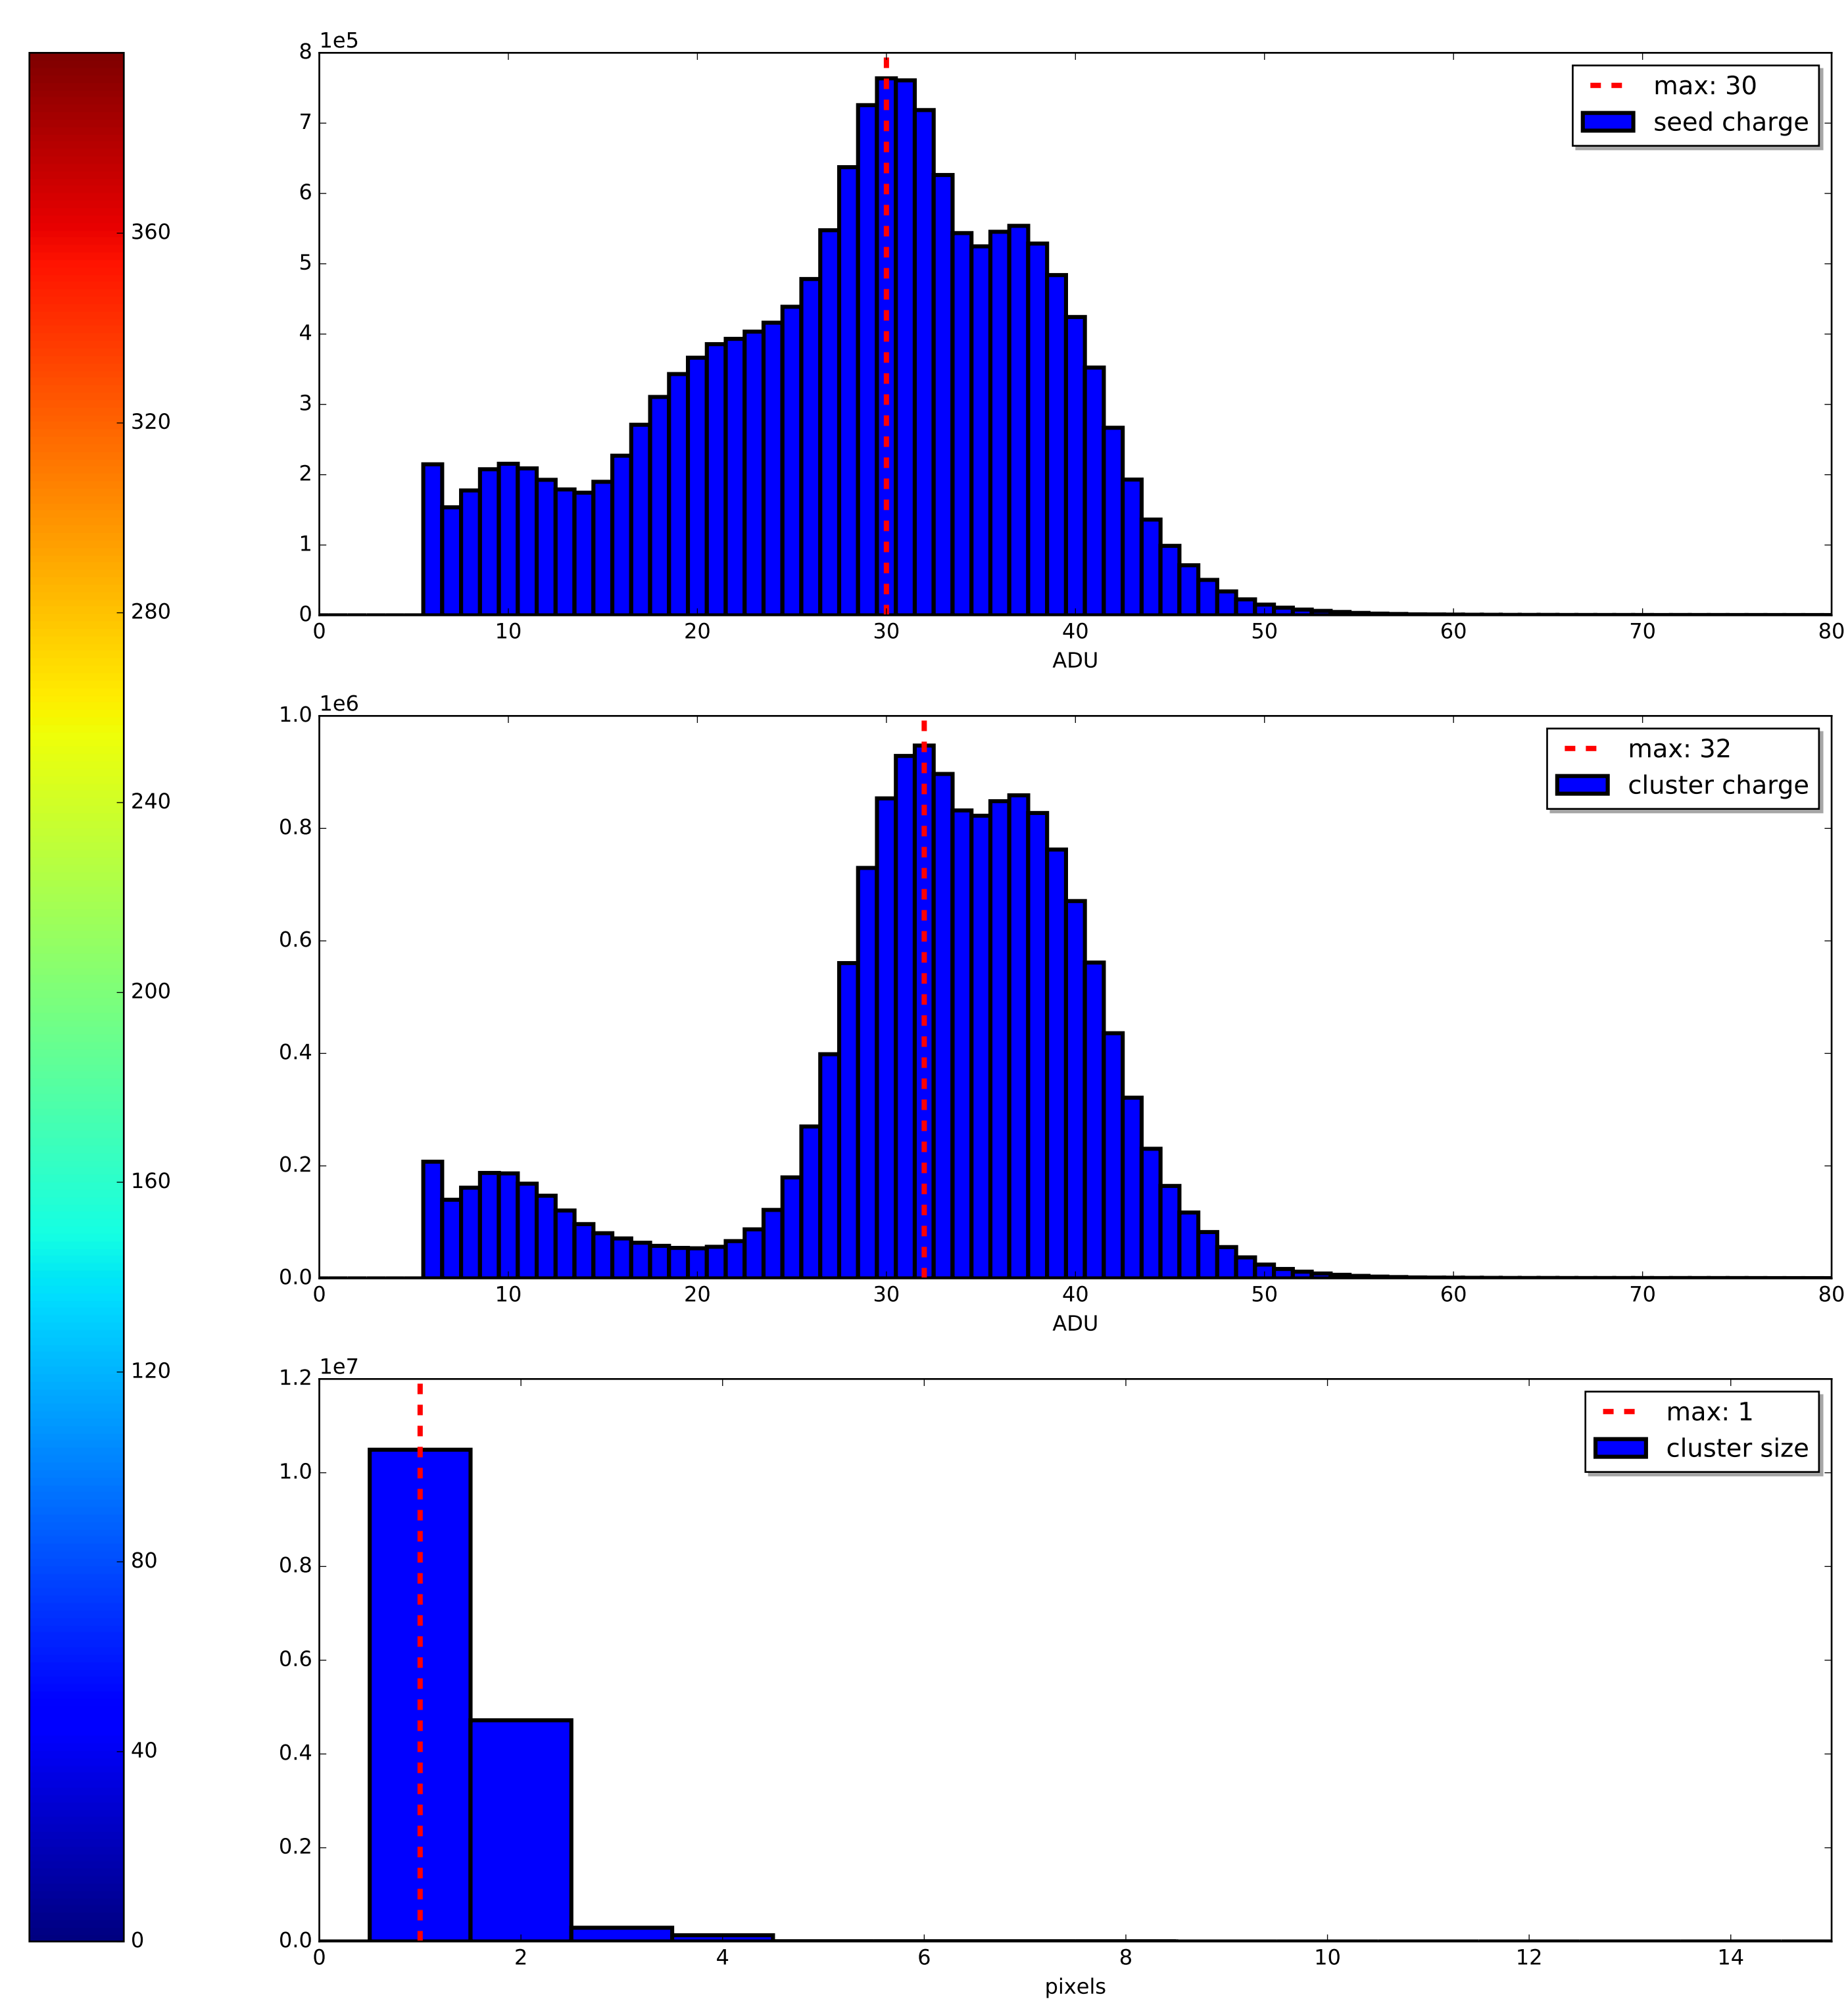 360
320
280
240
200
160
120
80
40
0
1e5
8
7
6
5
4
3
2
1
0
max: 30
seed charge
0 10 20 30 40 50 60 70 80
ADU
1e6
1.0
0.8
0.6
0.4
0.2
0.0
max: 32
cluster charge
0 10 20 30 40 50 60 70 80
ADU
1e7
1.2
1.0
0.8
0.6
0.4
0.2
0.0
max: 1
cluster size
0 2 4 6 8 10 12 14
pixels